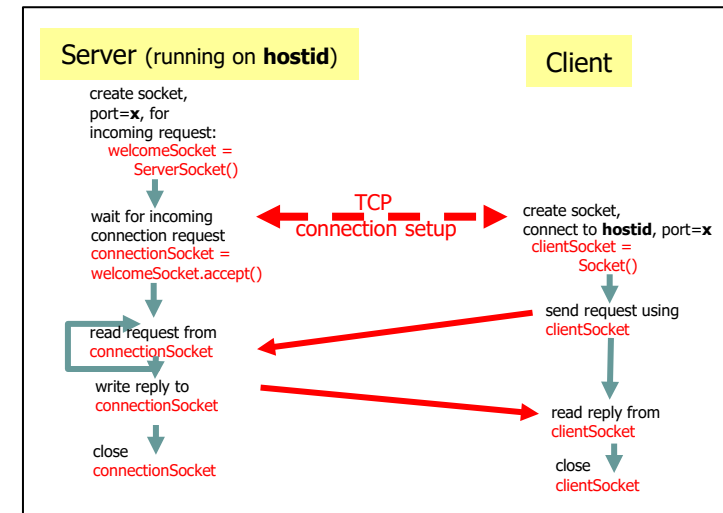 Server (running on hostid)
create socket,
port=x, for
incoming request:
welcomeSocket =
ServerSocket()
wait for incoming
connection request
connectionSocket =
welcomeSocket.accept()
read request from
connectionSocket
write reply to
connectionSocket
close
connectionSocket
TCP
connection setup
Client
create socket,
connect to hostid, port=x
clientSocket =
Socket()
send request using
clientSocket
read reply from
clientSocket
close
clientSocket